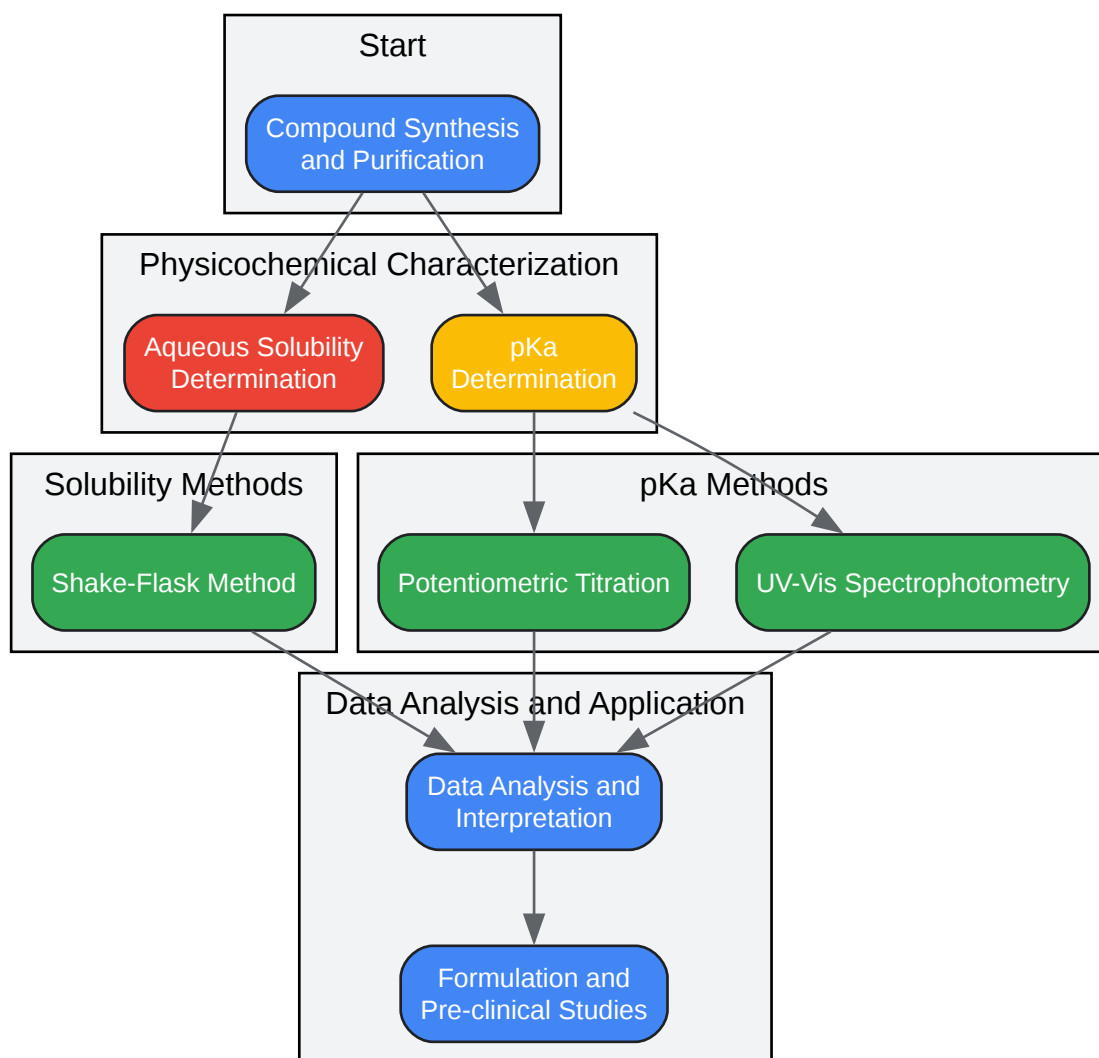 Start
Compound Synthesis
and Purification
Physicochemical Characterization
Aqueous Solubility
Determination
pKa
Determination
Solubility Methods
Shake-Flask Method
pKa Methods
Potentiometric Titration
UV-Vis Spectrophotometry
Data Analysis and Application
Data Analysis and
Interpretation
Formulation and
Pre-clinical Studies